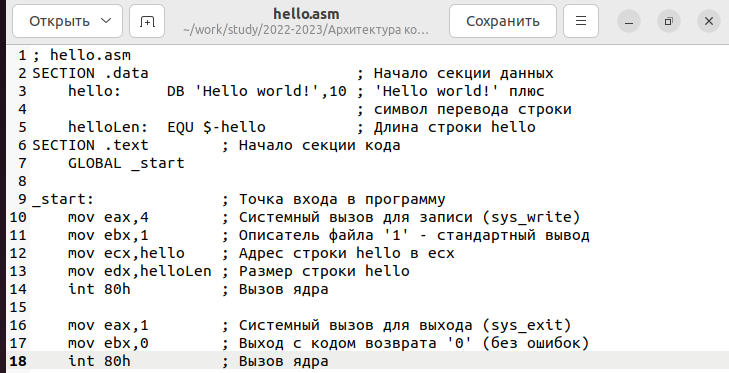 Открыть hello.asm Сохранить
~/work/study/2022-2023/Архитектура ко…
1 ; hello.asm
2 SECTION .data                       ; Начало секции данных
3     hello:     DB 'Hello world!',10 ; 'Hello world!' плюс
4                                     ; символ перевода строки
5     helloLen:  EQU $-hello          ; Длина строки hello
6 SECTION .text        ; Начало секции кода
7     GLOBAL _start
8
9 _start:              ; Точка входа в программу
10     mov eax,4        ; Системный вызов для записи (sys_write)
11     mov ebx,1        ; Описатель файла '1' - стандартный вывод
12     mov ecx,hello    ; Адрес строки hello в ecx
13     mov edx,helloLen ; Размер строки hello
14     int 80h          ; Вызов ядра
15
16     mov eax,1        ; Системный вызов для выхода (sys_exit)
17     mov ebx,0        ; Выход с кодом возврата '0' (без ошибок)
18     int 80h          ; Вызов ядра